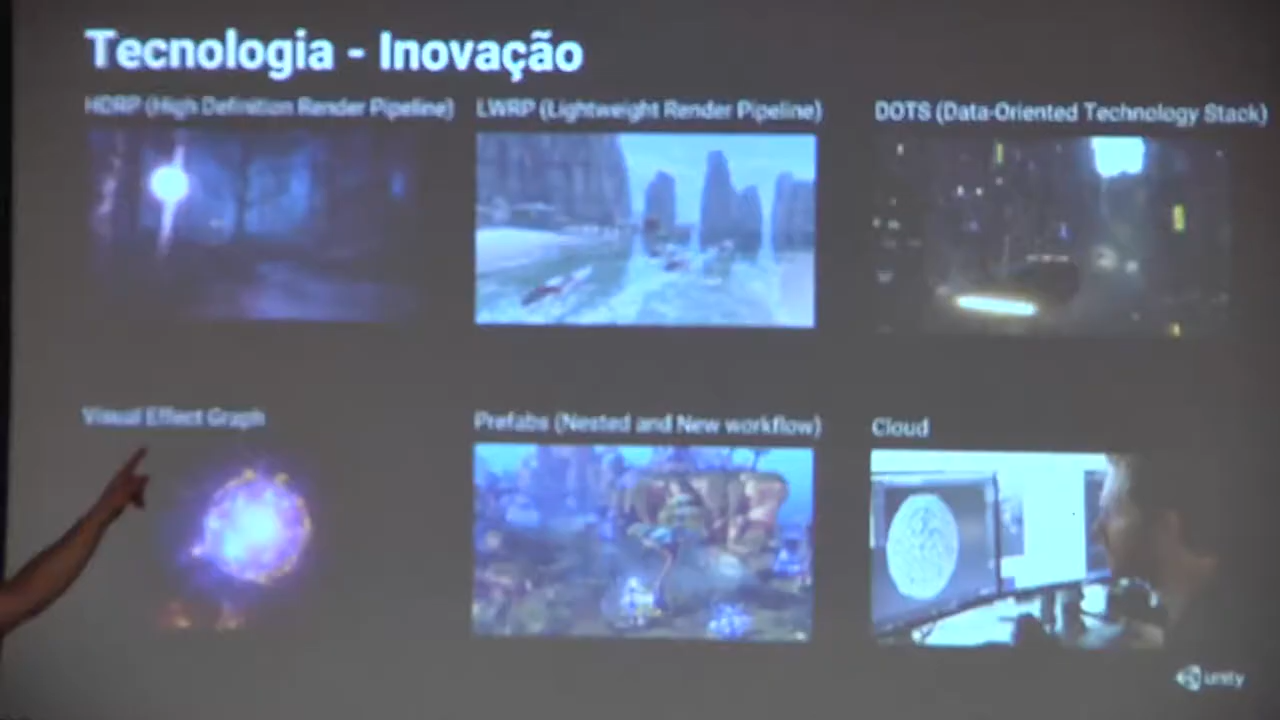 Tecnologia - Inovação
HDRP (High Definition Render Pipeline)
LWRP (Lightweight Render Pipeline)
DOTS (Data-Oriented Technology Stack)
Visual Effect Graph
Prefabs (Nested and New workflow)
Cloud
unity